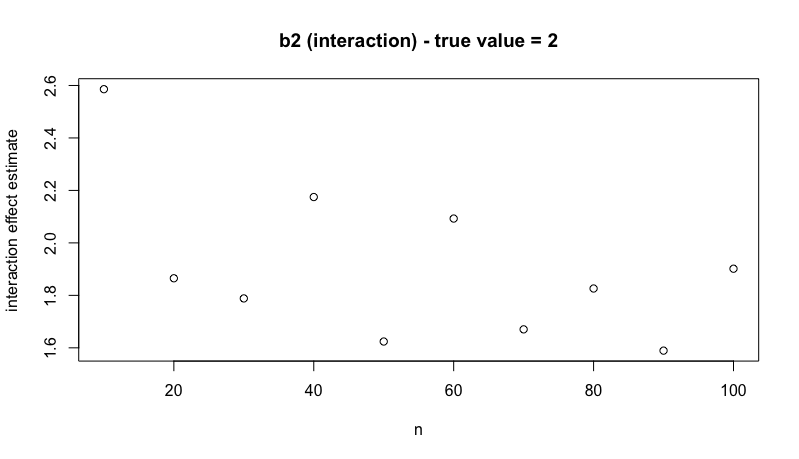 b2 (interaction) - true value = 2
interaction effect estimate
2.6
2.4
2.2
2.0
1.8
1.6
20 40 60 80 100
n